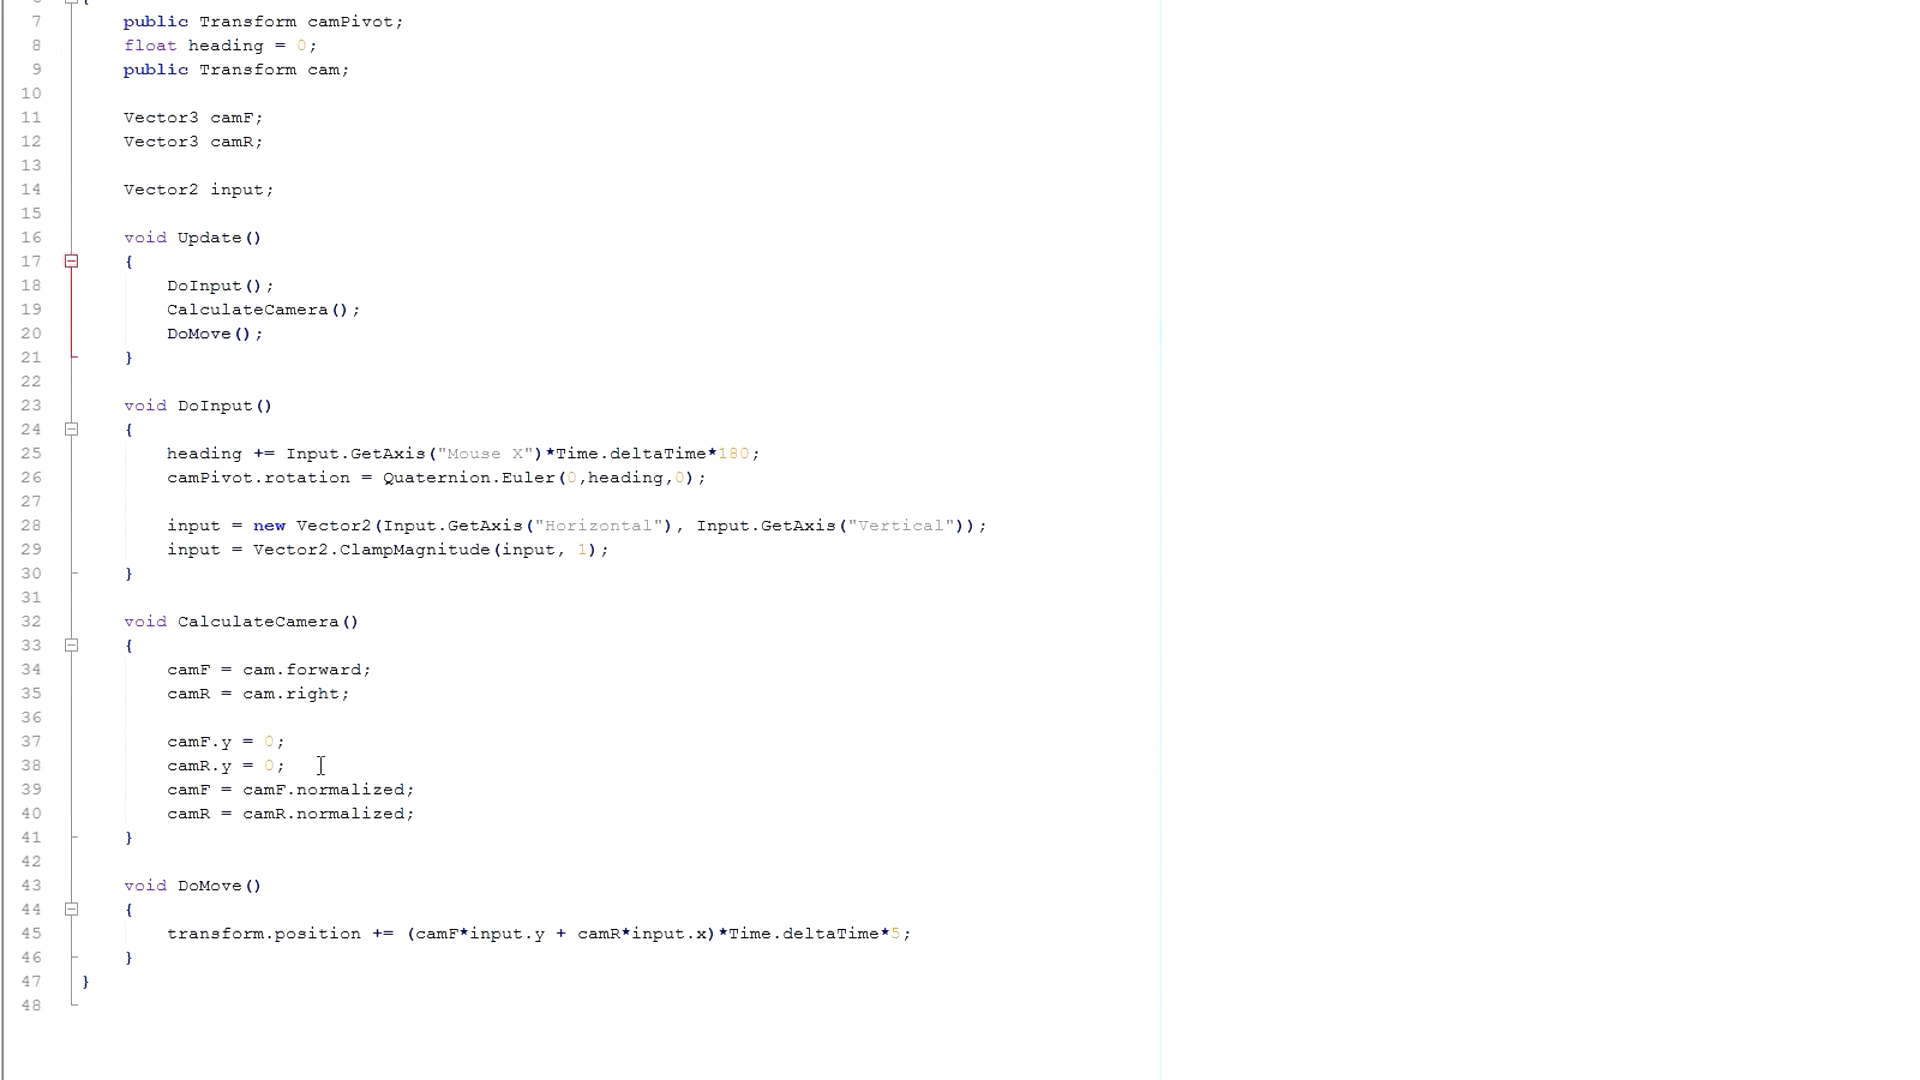 {
7 public Transform camPivot;
8 float heading = 0;
9 public Transform cam;
10
11 Vector3 camF;
12 Vector3 camR;
13
14 Vector2 input;
15
16 void Update()
17 {
18 DoInput();
19 CalculateCamera();
20 DoMove();
21 }
22
23 void DoInput()
24 {
25 heading += Input.GetAxis("Mouse X")*Time.deltaTime*180;
26 camPivot.rotation = Quaternion.Euler(0,heading,0);
27
28 input = new Vector2(Input.GetAxis("Horizontal"), Input.GetAxis("Vertical"));
29 input = Vector2.ClampMagnitude(input, 1);
30 }
31
32 void CalculateCamera()
33 {
34 camF = cam.forward;
35 camR = cam.right;
36
37 camF.y = 0;
38 camR.y = 0;
39 camF = camF.normalized;
40 camR = camR.normalized;
41 }
42
43 void DoMove()
44 {
45 transform.position += (camF*input.y + camR*input.x)*Time.deltaTime*5;
46 }
47 }
48